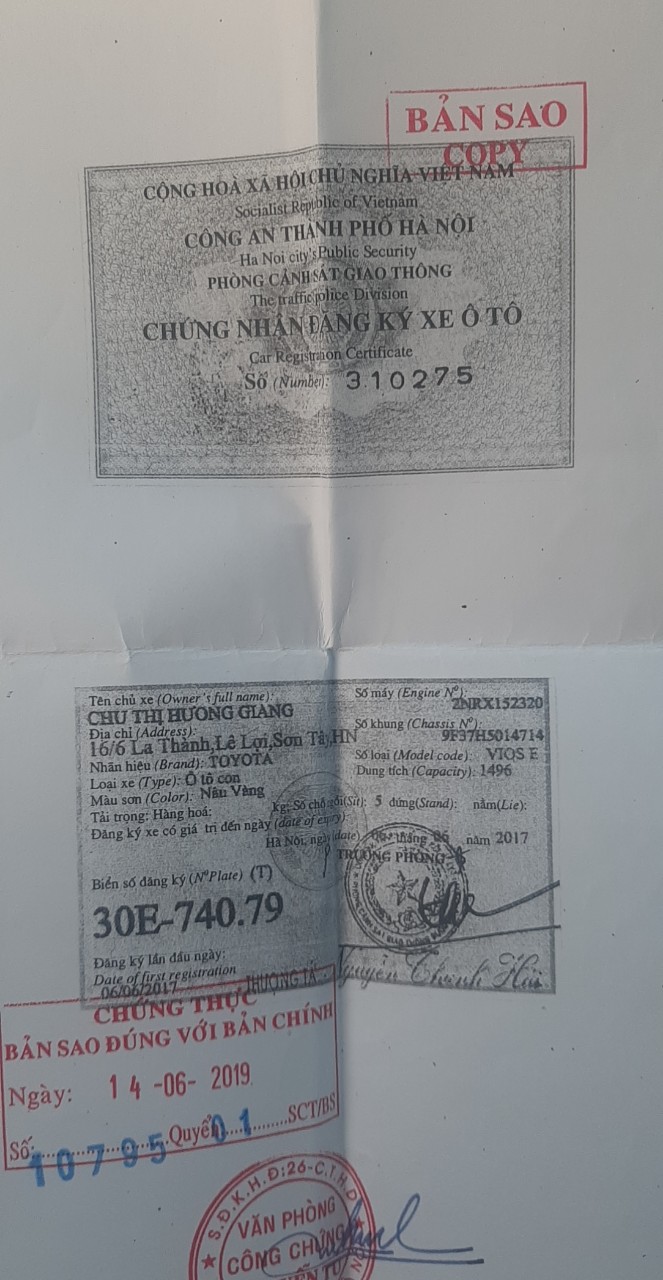 BẢN SAO
COPY
CỘNG HOÀ XÃ HỘI CHỦ NGHĨA VIỆT NAM
Socialist Republic of Vietnam
CÔNG AN THÀNH PHỐ HÀ NỘI
Ha Noi city's Public Security
PHÒNG CẢNH SÁT GIAO THÔNG
The traffic police Division
CHỨNG NHẬN ĐĂNG KÝ XE Ô TÔ
Car Registration Certificate
Số (Number): 310275
Tên chủ xe (Owner's full name):
CHU THỊ HƯƠNG GIANG
Địa chỉ (Address):
16/6 La Thành,Lê Lợi,Sơn Tây,HN
Nhãn hiệu (Brand): TOYOTA
Loại xe (Type): Ô tô con
Màu sơn (Color): Nâu Vàng
Tải trọng: Hàng hoá: kg; Số chỗ ngồi(Sit): 5 đứng(Stand): nằm(Lie):
Đăng ký xe có giá trị đến ngày (date of expiry)
Số máy (Engine Nº):
2NRX152320
Số khung (Chassis Nº):
9F37H5014714
Số loại (Model code): VIOS E
Dung tích (Capacity): 1496
Hà Nội, ngày (date) tháng năm 2017
TRƯỞNG PHÒNG
Biển số đăng ký (NºPlate) (T)
30E-740.79
Đăng ký lần đầu ngày:
Date of first registration
06/06/2017
THƯỢNG TÁ: Nguyễn Thanh
CHỨNG THỰC
BẢN SAO ĐÚNG VỚI BẢN CHÍNH
Ngày: 14-06-2019
Số: 10795 Quyển 01 SCT/BS
S.Đ.K.H.Đ:26-C.T.H.D
VĂN PHÒNG
CÔNG CHỨNG